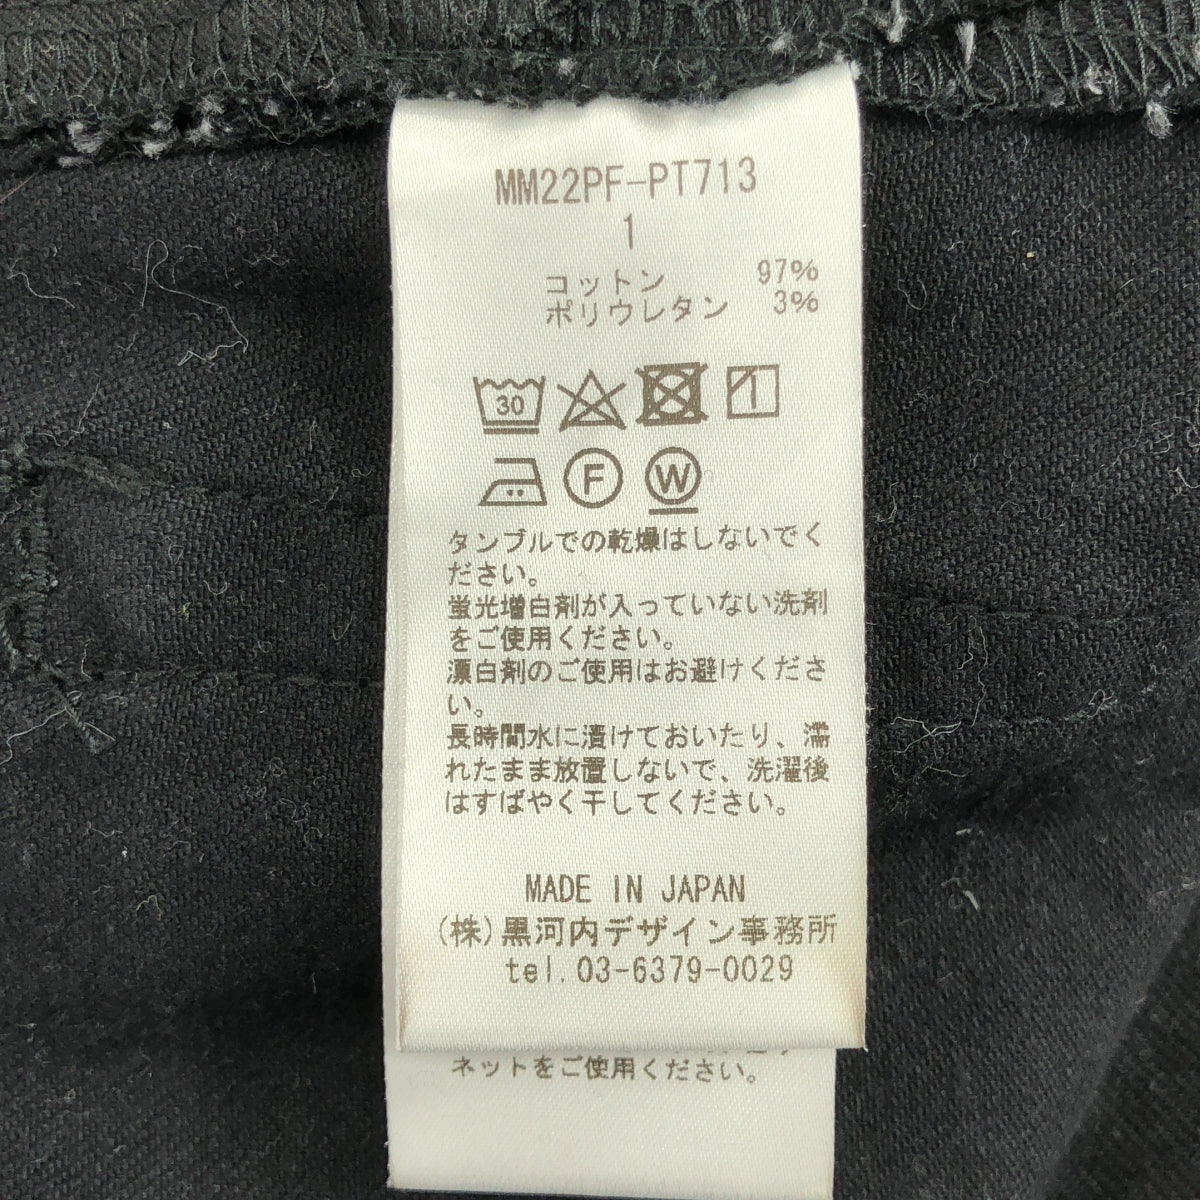 MM22PF-PT713
1
コットン 97%
ポリウレタン 3%
30
F W
タンブルでの乾燥はしないでく
ださい。
蛍光増白剤が入っていない洗剤
をご使用ください。
漂白剤のご使用はお避けくださ
い。
長時間水に漬けておいたり、濡
れたまま放置しないで、洗濯後
はすばやく干してください。
MADE IN JAPAN
(株)黒河内デザイン事務所
tel.03-6379-0029
ネットをご使用ください。